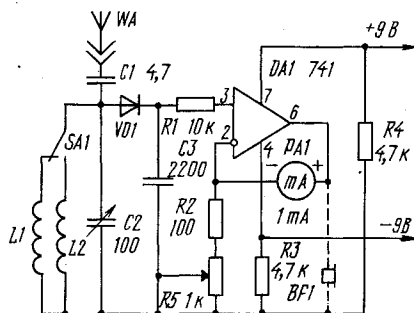 WA
+9 В
C1 4,7
DA1 741
3
7
6
VD1
R1 10 к
R4
4,7 к
SA1
C3
2200
2
4
PA1
-
+
mA
1 mA
L1
L2
C2
100
R2
100
-9В
R3
4,7 к
R5 1 к
BF1